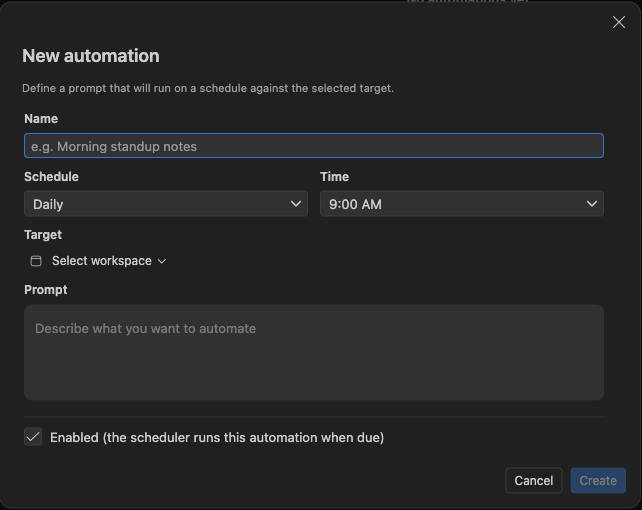 New automation
Define a prompt that will run on a schedule against the selected target.
Name
e.g. Morning standup notes
Schedule
Time
Daily
9:00 AM
Target
Select workspace
Prompt
Describe what you want to automate
Enabled (the scheduler runs this automation when due)
Cancel
Create